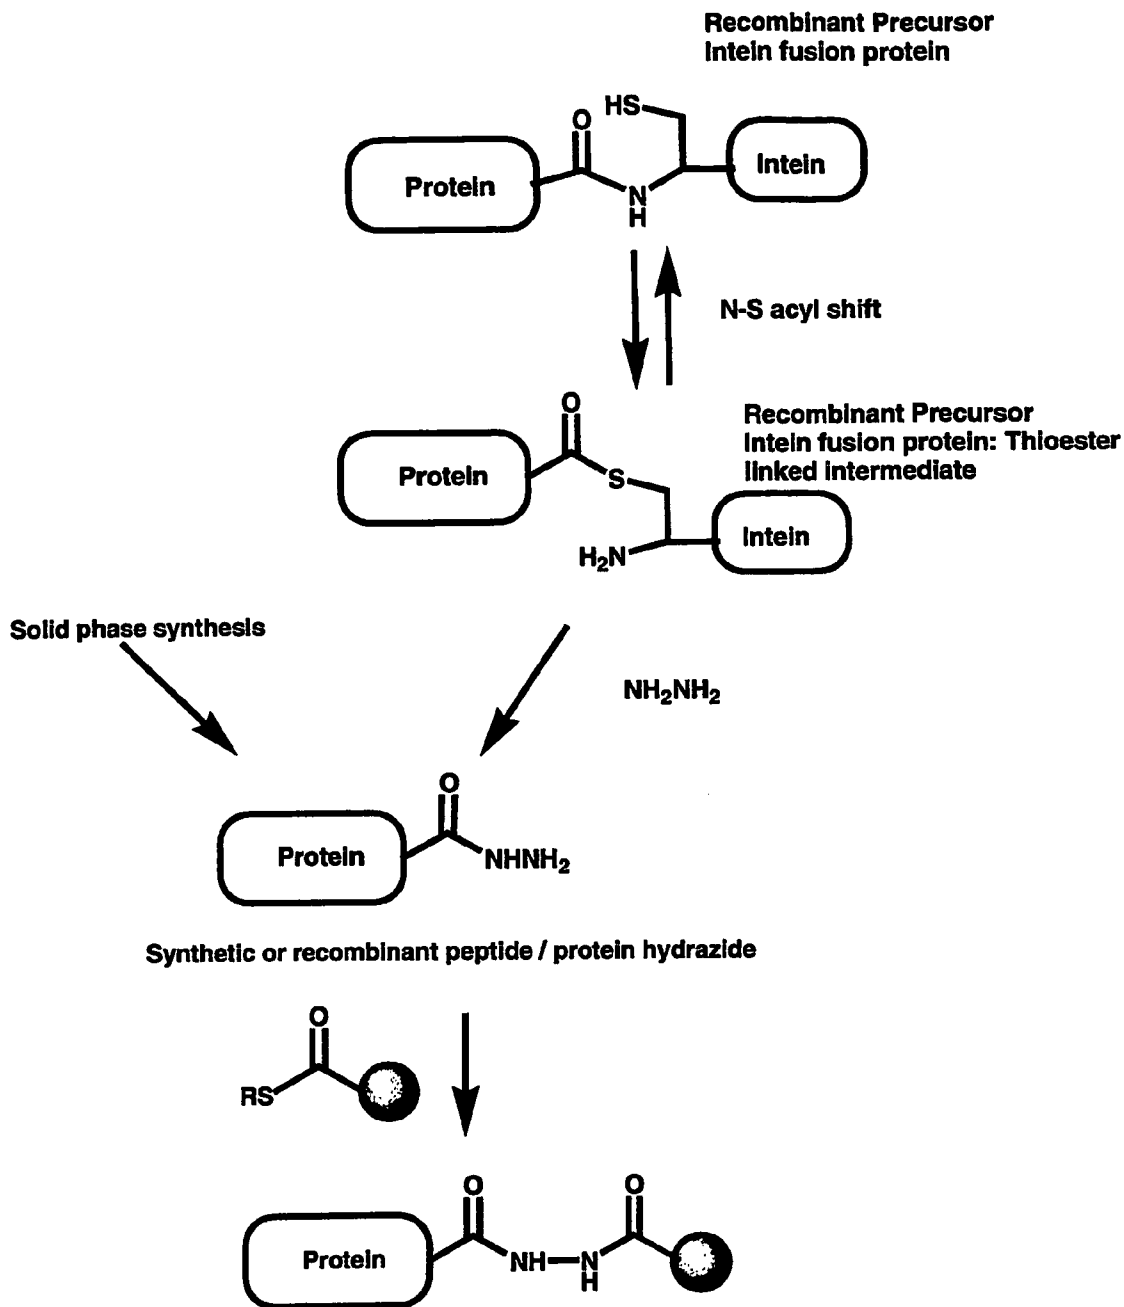 Recombinant Precursor
Intein fusion protein
HS
O
Protein
Intein
N
H
N-S acyl shift
O
Recombinant Precursor
Intein fusion protein: Thioester
linked intermediate
Protein
S
H₂N
Intein
Solid phase synthesis
NH₂NH₂
O
Protein
NHNH₂
Synthetic or recombinant peptide / protein hydrazide
O
RS
O
O
Protein
NH
N
H